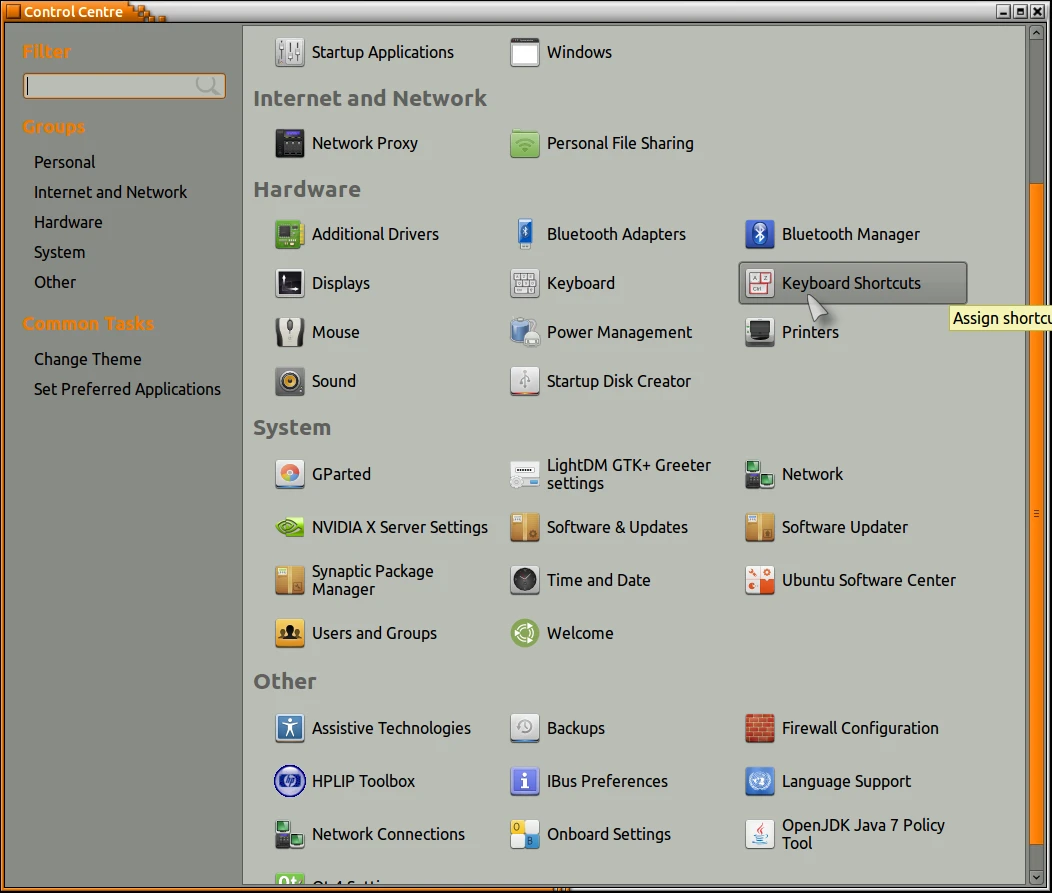 Control Centre
Filter
Groups
Personal
Internet and Network
Hardware
System
Other
Common Tasks
Change Theme
Set Preferred Applications
Startup Applications
Windows
Internet and Network
Network Proxy
Personal File Sharing
Hardware
Additional Drivers
Bluetooth Adapters
Bluetooth Manager
Displays
Keyboard
Keyboard Shortcuts
Assign shortcu
Mouse
Power Management
Printers
Sound
Startup Disk Creator
System
GParted
LightDM GTK+ Greeter
settings
Network
NVIDIA X Server Settings
Software & Updates
Software Updater
Synaptic Package
Manager
Time and Date
Ubuntu Software Center
Users and Groups
Welcome
Other
Assistive Technologies
Backups
Firewall Configuration
HPLIP Toolbox
IBus Preferences
Language Support
Network Connections
Onboard Settings
OpenJDK Java 7 Policy
Tool